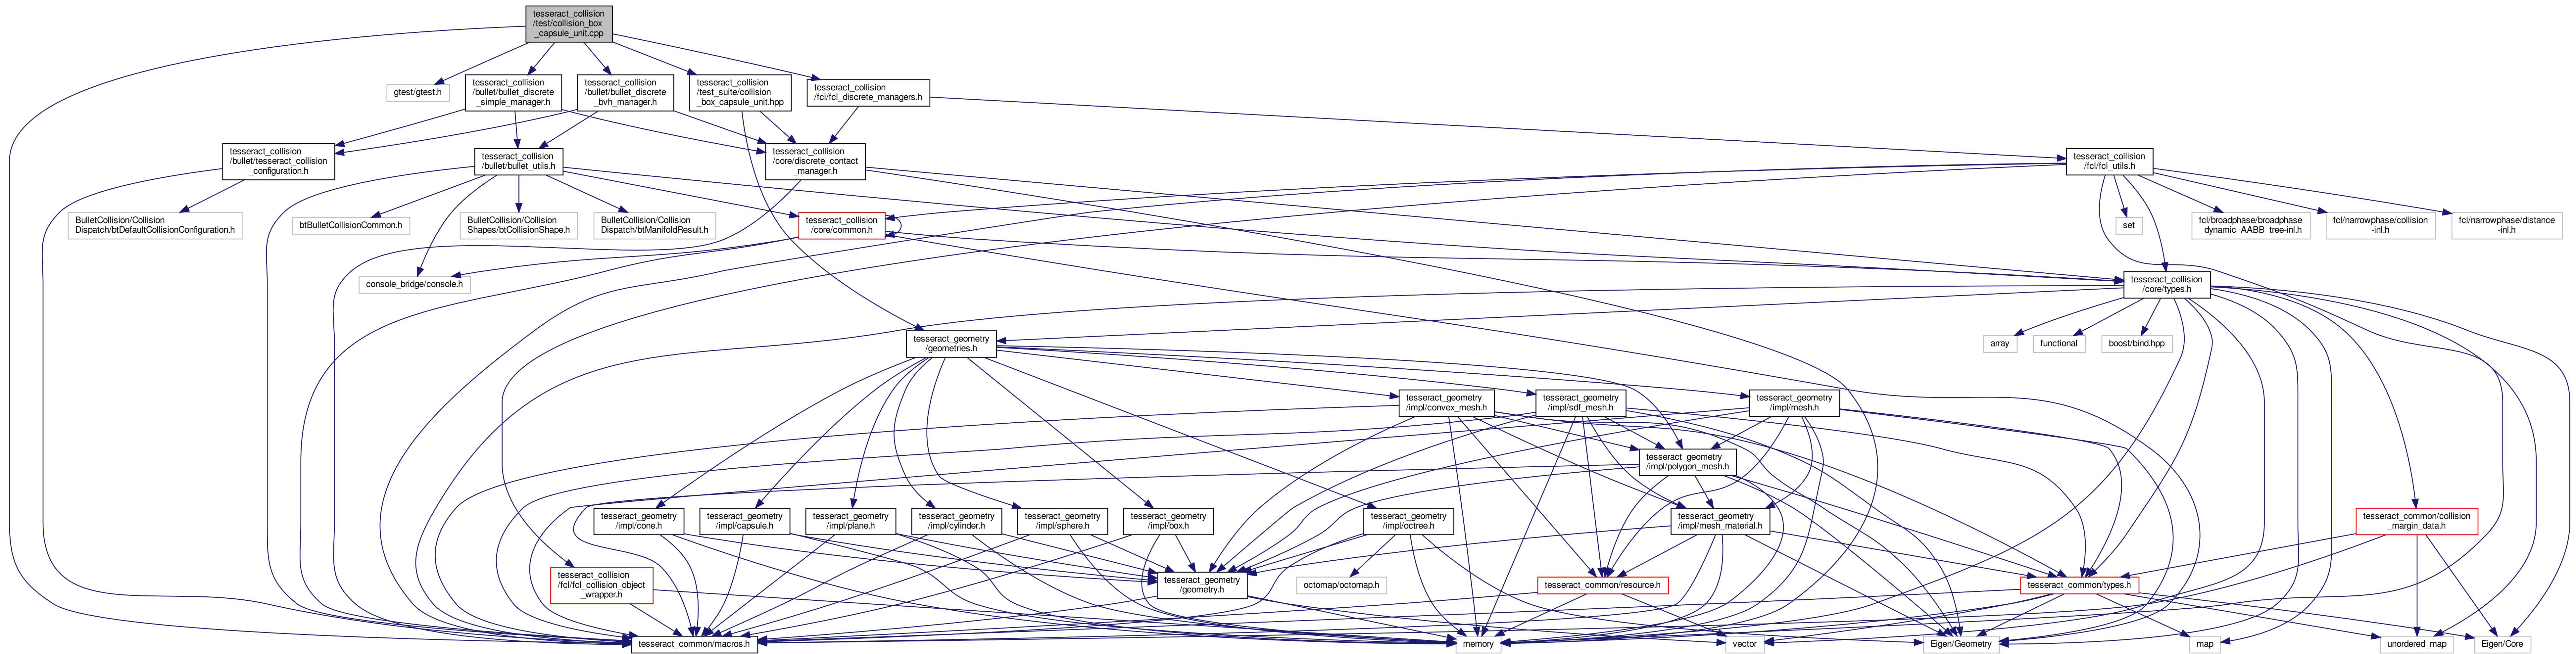 tesseract_collision
/test/collision_box
_capsule_unit.cpp
gtest/gtest.h
tesseract_collision
/bullet/bullet_discrete
_simple_manager.h
tesseract_collision
/bullet/bullet_discrete
_bvh_manager.h
tesseract_collision
/test_suite/collision
_box_capsule_unit.hpp
tesseract_collision
/fcl/fcl_discrete_managers.h
tesseract_collision
/bullet/tesseract_collision
_configuration.h
tesseract_collision
/bullet/bullet_utils.h
tesseract_collision
/core/discrete_contact
_manager.h
tesseract_collision
/fcl/fcl_utils.h
BulletCollision/Collision
Dispatch/btDefaultCollisionConfiguration.h
btBulletCollisionCommon.h
BulletCollision/Collision
Shapes/btCollisionShape.h
BulletCollision/Collision
Dispatch/btManifoldResult.h
tesseract_collision
/core/common.h
set
fcl/broadphase/broadphase
_dynamic_AABB_tree-inl.h
fcl/narrowphase/collision
-inl.h
fcl/narrowphase/distance
-inl.h
console_bridge/console.h
tesseract_collision
/core/types.h
tesseract_geometry
/geometries.h
array
functional
boost/bind.hpp
tesseract_geometry
/impl/convex_mesh.h
tesseract_geometry
/impl/sdf_mesh.h
tesseract_geometry
/impl/mesh.h
tesseract_geometry
/impl/polygon_mesh.h
tesseract_geometry
/impl/cone.h
tesseract_geometry
/impl/capsule.h
tesseract_geometry
/impl/plane.h
tesseract_geometry
/impl/cylinder.h
tesseract_geometry
/impl/sphere.h
tesseract_geometry
/impl/box.h
tesseract_geometry
/impl/octree.h
tesseract_geometry
/impl/mesh_material.h
tesseract_common/collision
_margin_data.h
tesseract_collision
/fcl/fcl_collision_object
_wrapper.h
tesseract_geometry
/geometry.h
octomap/octomap.h
tesseract_common/resource.h
tesseract_common/types.h
tesseract_common/macros.h
memory
vector
Eigen/Geometry
map
unordered_map
Eigen/Core